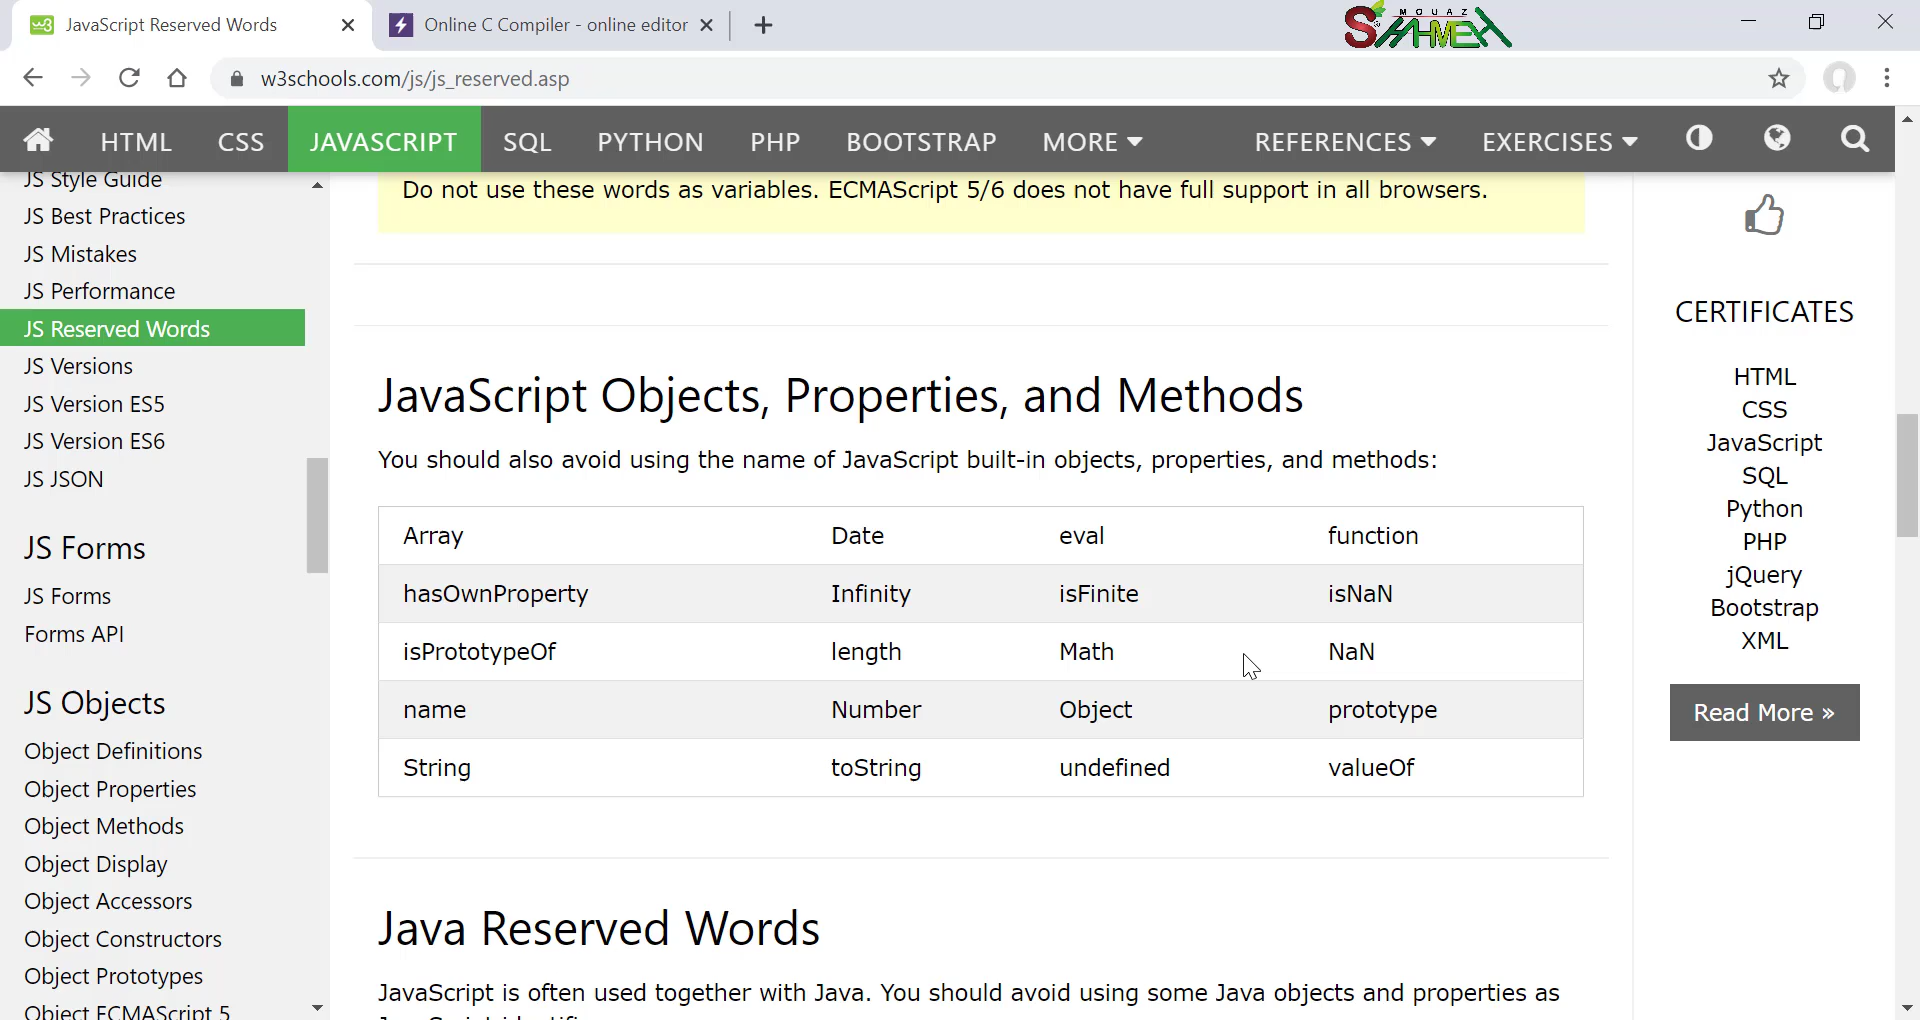 JavaScript Reserved Words
Online C Compiler - online editor
MOUAZ
w3schools.com/js/js_reserved.asp
HTML CSS JAVASCRIPT SQL PYTHON PHP BOOTSTRAP MORE REFERENCES EXERCISES
JS Style Guide
JS Best Practices
JS Mistakes
JS Performance
JS Reserved Words
JS Versions
JS Version ES5
JS Version ES6
JS JSON
JS Forms
JS Forms
Forms API
JS Objects
Object Definitions
Object Properties
Object Methods
Object Display
Object Accessors
Object Constructors
Object Prototypes
Object ECMAScript 5
Do not use these words as variables. ECMAScript 5/6 does not have full support in all browsers.
JavaScript Objects, Properties, and Methods
You should also avoid using the name of JavaScript built-in objects, properties, and methods:
Array Date eval function
hasOwnProperty Infinity isFinite isNaN
isPrototypeOf length Math NaN
name Number Object prototype
String toString undefined valueOf
Java Reserved Words
JavaScript is often used together with Java. You should avoid using some Java objects and properties as
CERTIFICATES
HTML
CSS
JavaScript
SQL
Python
PHP
jQuery
Bootstrap
XML
Read More »